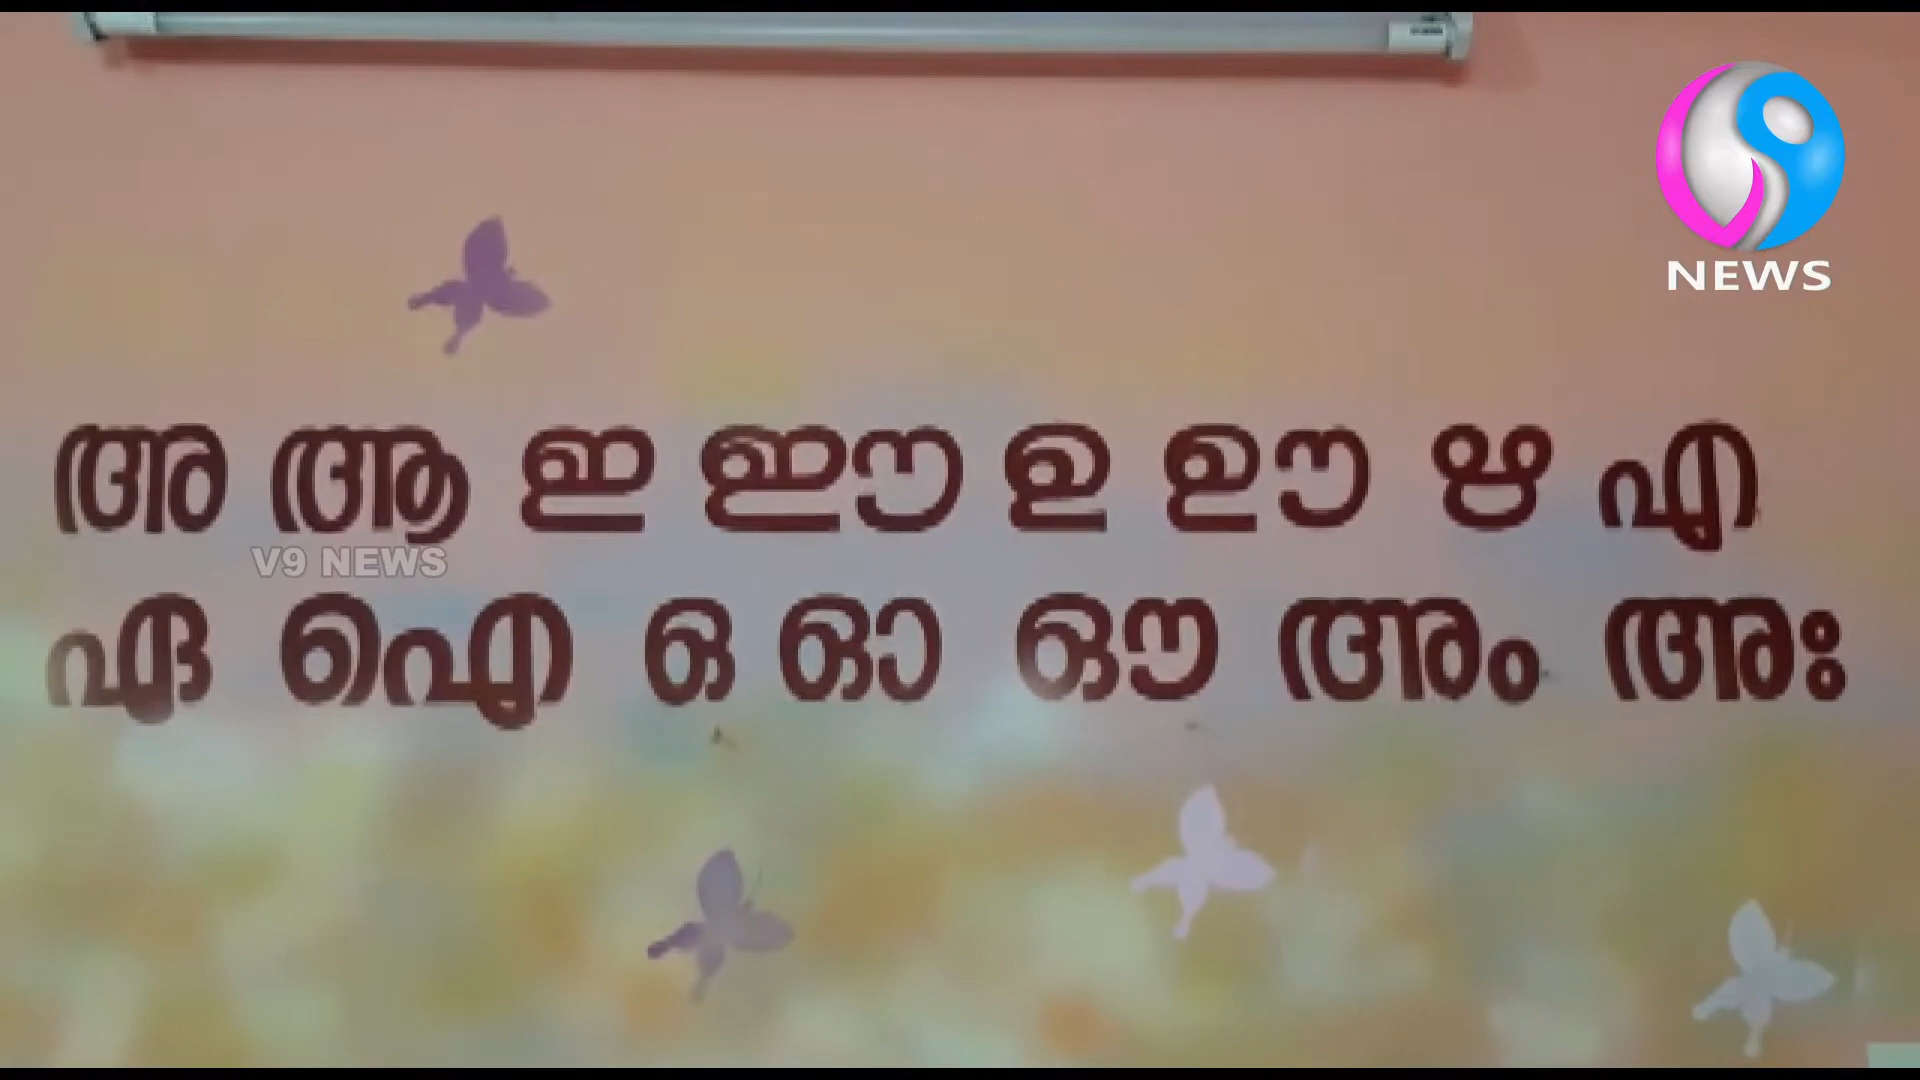 NEWS
അ ആ ഇ ഈ ഉ ഊ ഋ എ
V9 NEWS
ഏ ഐ ഒ ഓ ഔ അം അഃ